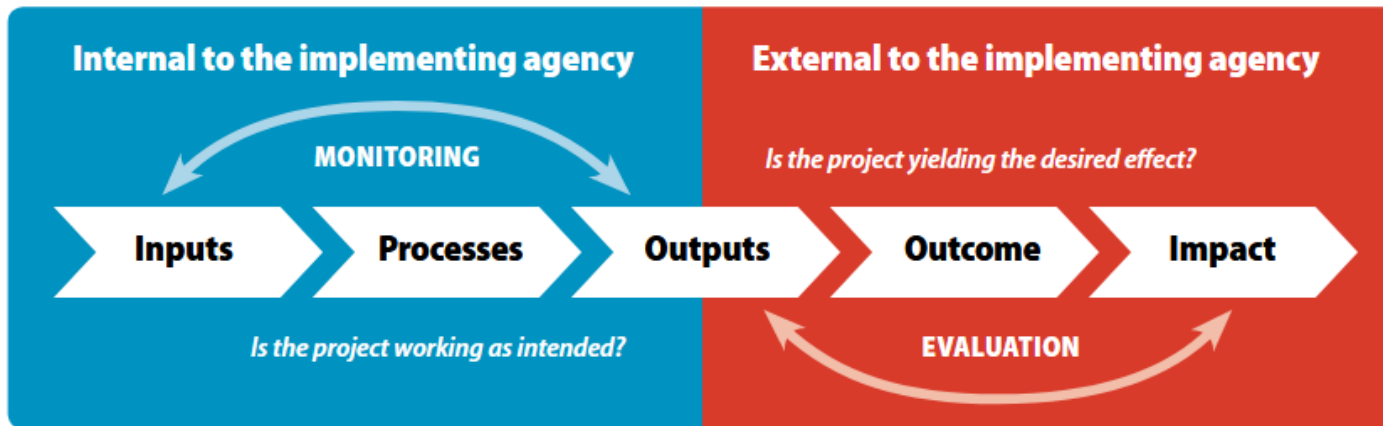 Internal to the implementing agency
External to the implementing agency
MONITORING
Is the project yielding the desired effect?
Inputs
Processes
Outputs
Outcome
Impact
Is the project working as intended?
EVALUATION